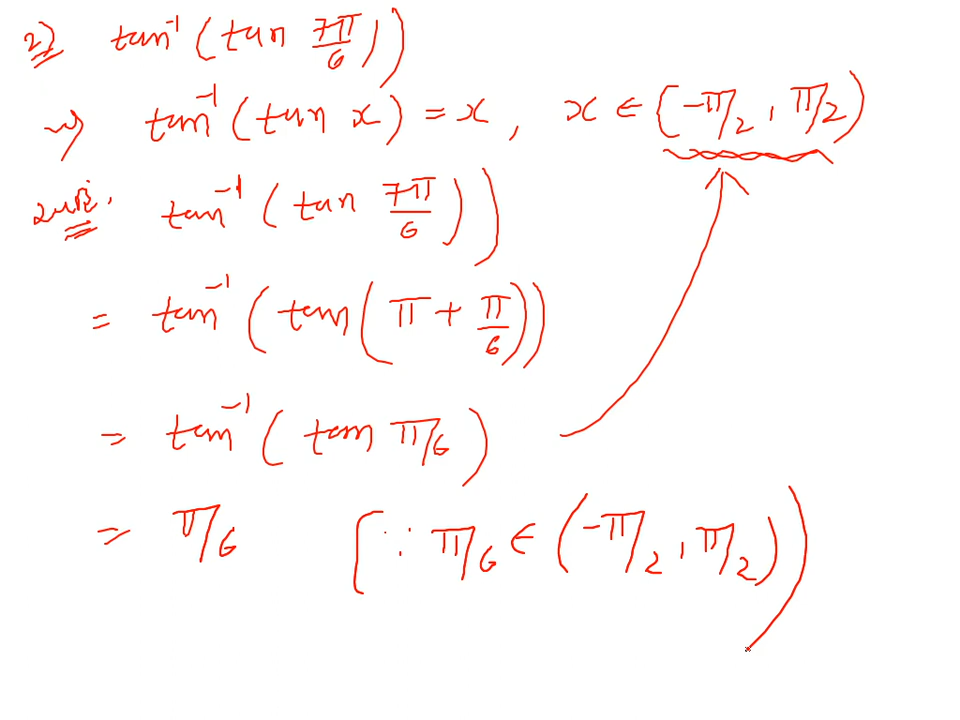 2) tan⁻¹(tan 7π/6))
⇒ tan⁻¹(tan x) = x, x ∈ (-π/2, π/2)
tan⁻¹(tan 7π/6))
= tan⁻¹(tan(π + π/6))
= tan⁻¹(tan π/6)
= π/6 [∵ π/6 ∈ (-π/2, π/2))